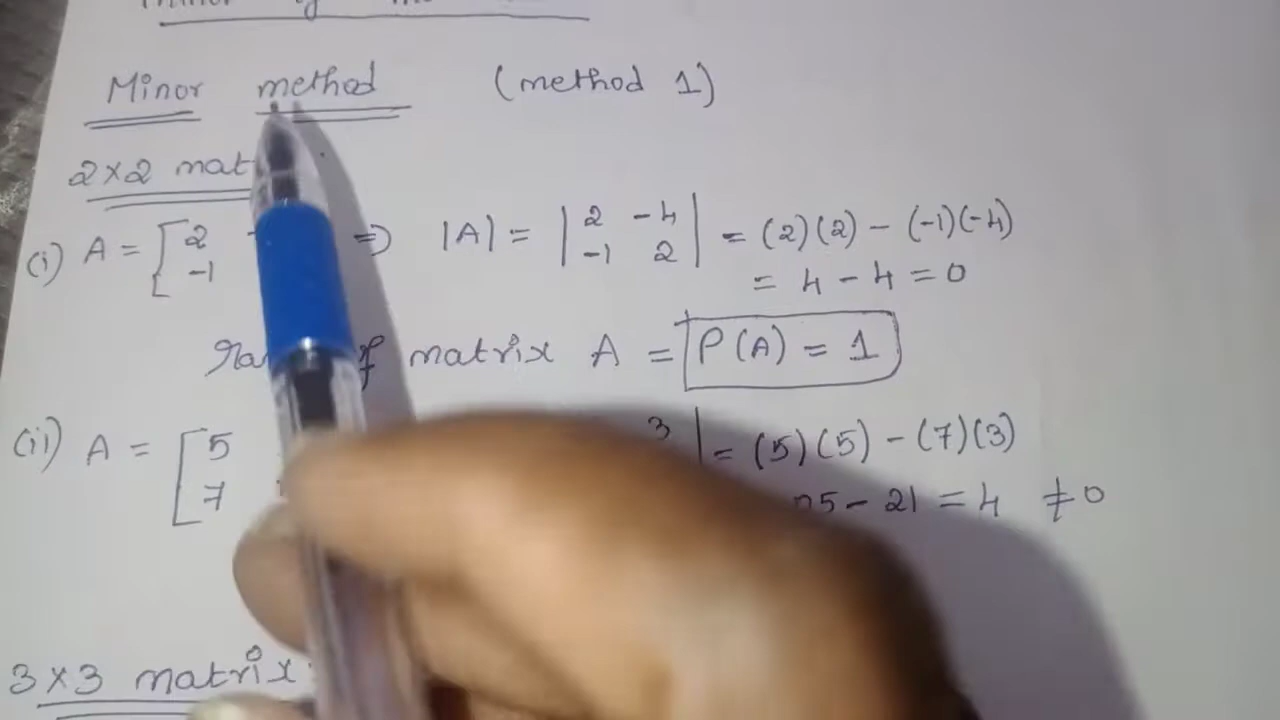 Minor method (method 1)
2×2 mat
(i) A = [ 2 ⇒ |A| = | 2 -4 | = (2)(2) - (-1)(-4)
-1 -1 2
= 4 - 4 = 0
matrix A = P(A) = 1
(ii) A = [ 5 3 | = (5)(5) - (7)(3)
7 5 - 21 = 4 ≠0
3×3 matrix